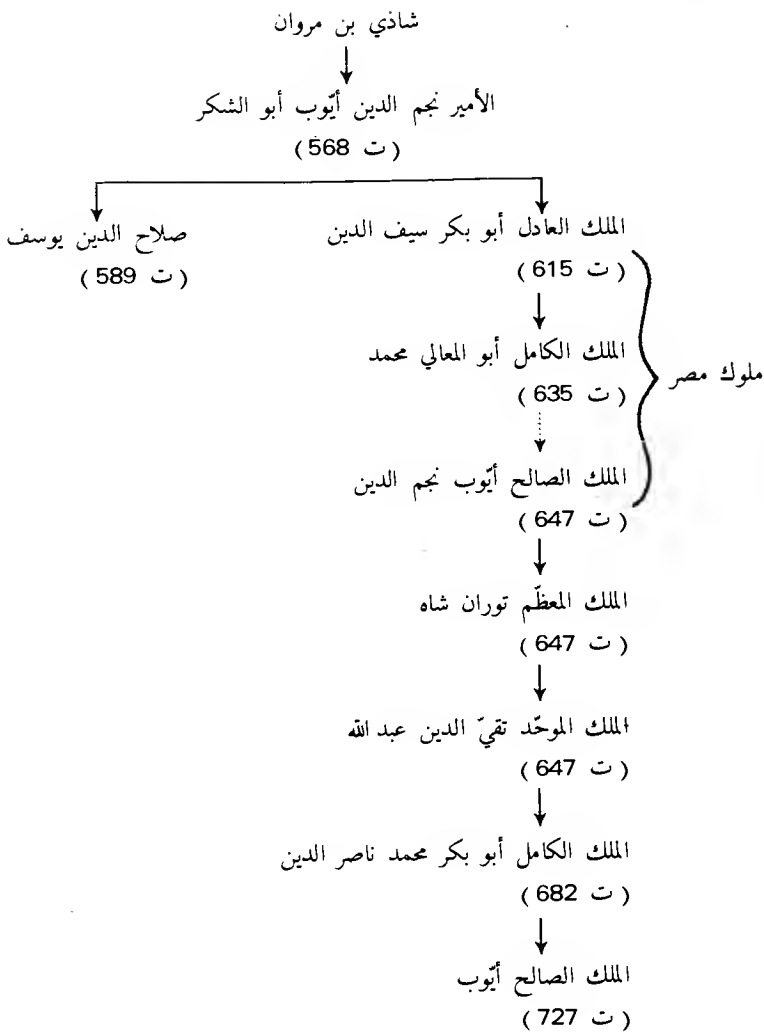 شاذي بن مروان
الأمير نجم الدين أيّوب أبو الشكر
(ت 568)
الملك العادل أبو بكر سيف الدين
(ت 615)
صلاح الدين يوسف
(ت 589)
الملك الكامل أبو المعالي محمد
(ت 635)
ملوك مصر
الملك الصالح أيّوب نجم الدين
(ت 647)
الملك المعظّم توران شاه
(ت 647)
الملك الموحّد تقيّ الدين عبد الله
(ت 647)
الملك الكامل أبو بكر محمد ناصر الدين
(ت 682)
الملك الصالح أيّوب
(ت 727)